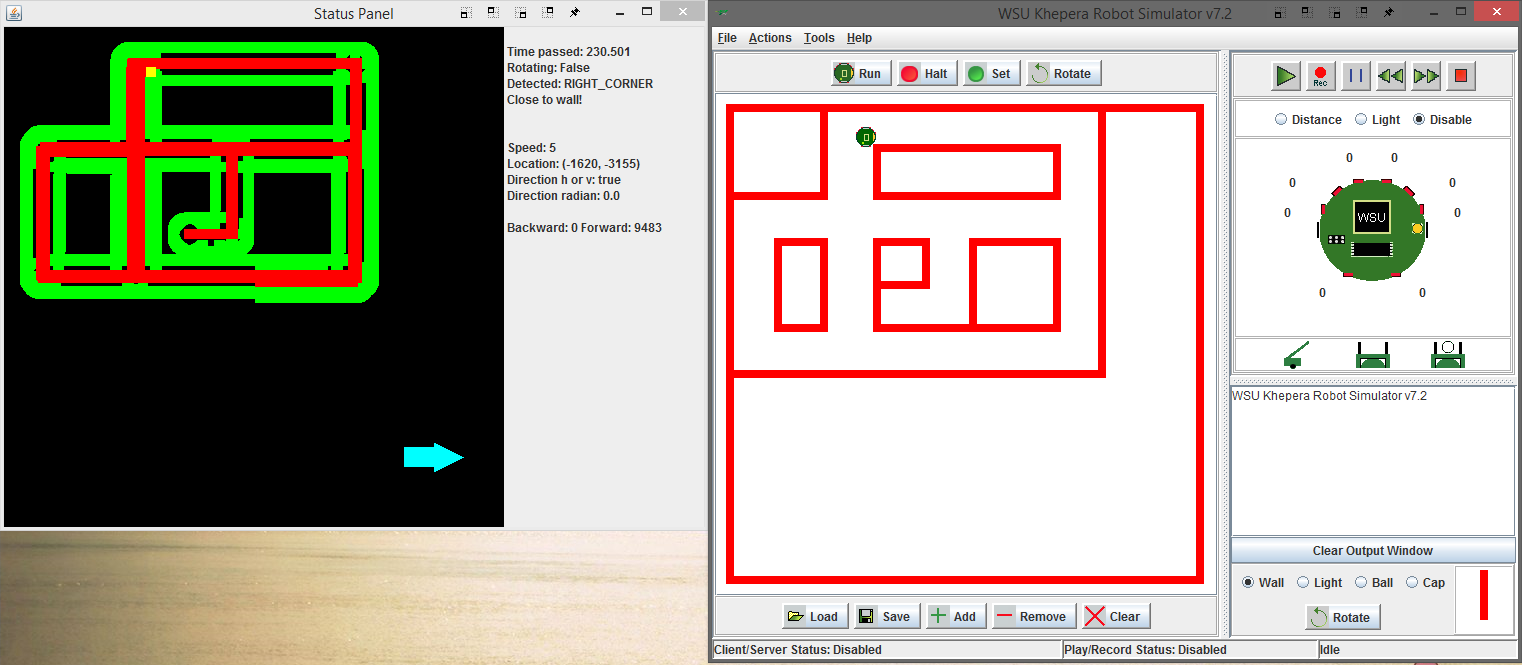 Status Panel
Time passed: 230.501
Rotating: False
Detected: RIGHT_CORNER
Close to wall!
Speed: 5
Location: (-1620, -3155)
Direction h or v: true
Direction radian: 0.0
Backward: 0 Forward: 9483
WSU Khepera Robot Simulator v7.2
File Actions Tools Help
Run Halt Set Rotate
Rec
Distance Light Disable
0 0
0 0
0 0
WSU
0 0
WSU Khepera Robot Simulator v7.2
Clear Output Window
Wall Light Ball Cap
Rotate
Load Save Add Remove Clear
Client/Server Status: Disabled
Play/Record Status: Disabled
Idle